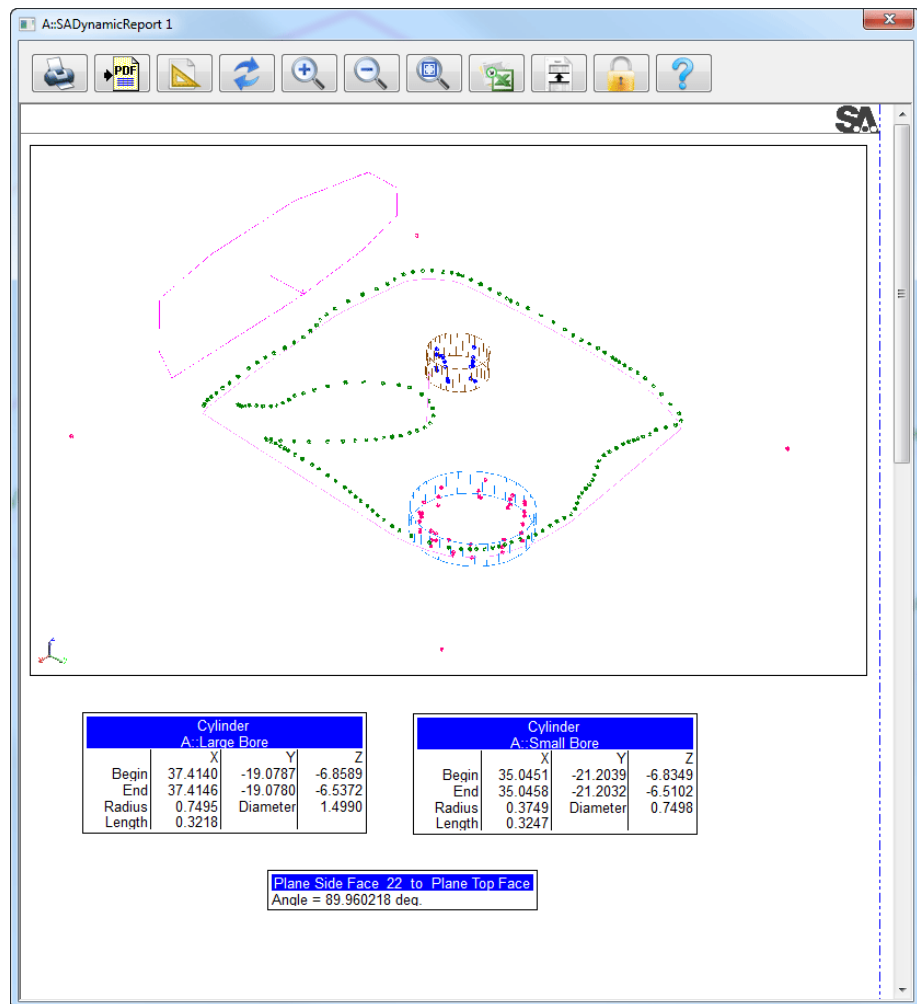 A::SADynamicReport 1
PDF
SA
Cylinder
A::Large Bore
X Y Z
Begin 37.4140 -19.0787 -6.8589
End 37.4146 -19.0780 -6.5372
Radius 0.7495 Diameter 1.4990
Length 0.3218
Cylinder
A::Small Bore
X Y Z
Begin 35.0451 -21.2039 -6.8349
End 35.0458 -21.2032 -6.5102
Radius 0.3749 Diameter 0.7498
Length 0.3247
Plane Side Face 22 to Plane Top Face
Angle = 89.960218 deg.